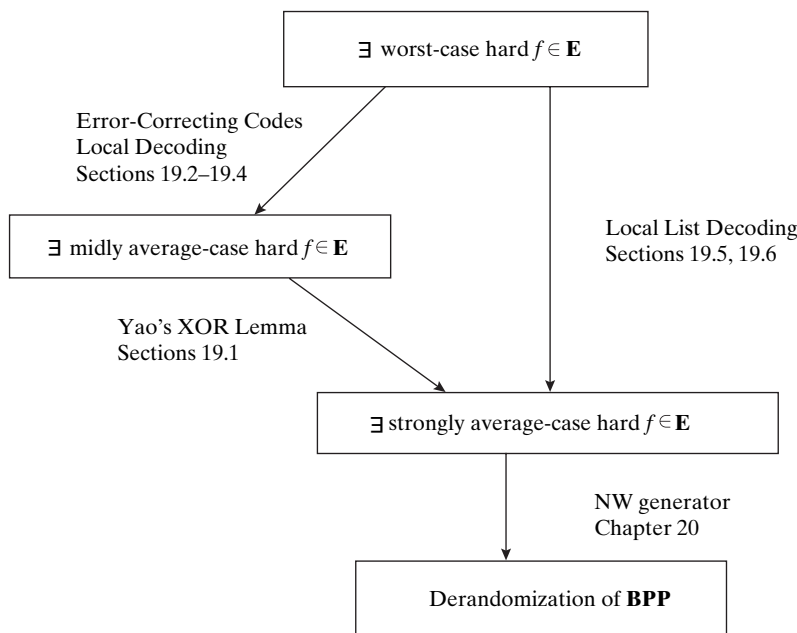 ∃ worst-case hard f ∈ E
Error-Correcting Codes
Local Decoding
Sections 19.2–19.4
∃ midly average-case hard f ∈ E
Local List Decoding
Sections 19.5, 19.6
Yao's XOR Lemma
Sections 19.1
∃ strongly average-case hard f ∈ E
NW generator
Chapter 20
Derandomization of BPP